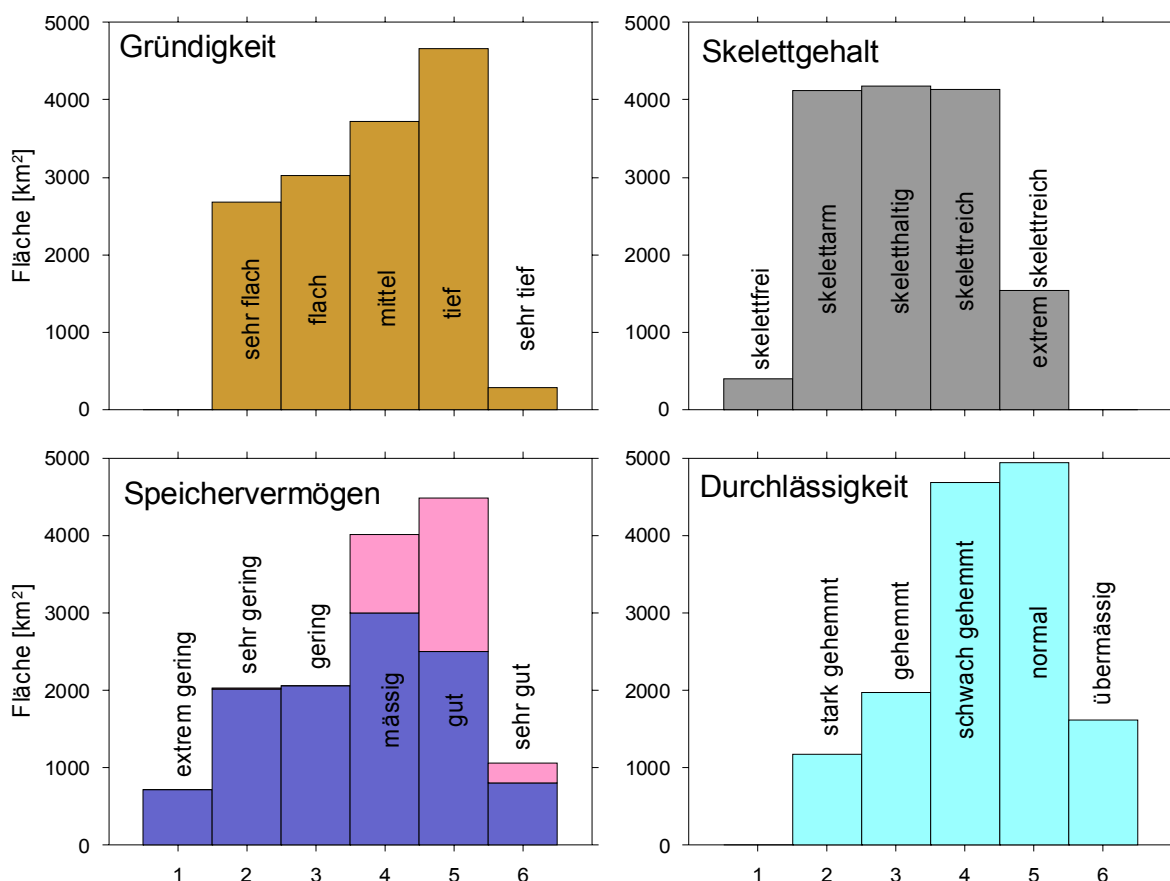 Gründigkeit
Fläche [km²]
5000
4000
3000
2000
1000
0
sehr flach
flach
mittel
tief
sehr tief
Skelettgehalt
5000
4000
3000
2000
1000
0
skelettfrei
skelettarm
skeletthaltig
skelettreich
extrem skelettreich
Speichervermögen
Fläche [km²]
5000
4000
3000
2000
1000
0
extrem gering
sehr gering
gering
mässig
gut
sehr gut
1 2 3 4 5 6
Durchlässigkeit
5000
4000
3000
2000
1000
0
stark gehemmt
gehemmt
schwach gehemmt
normal
übermässig
1 2 3 4 5 6